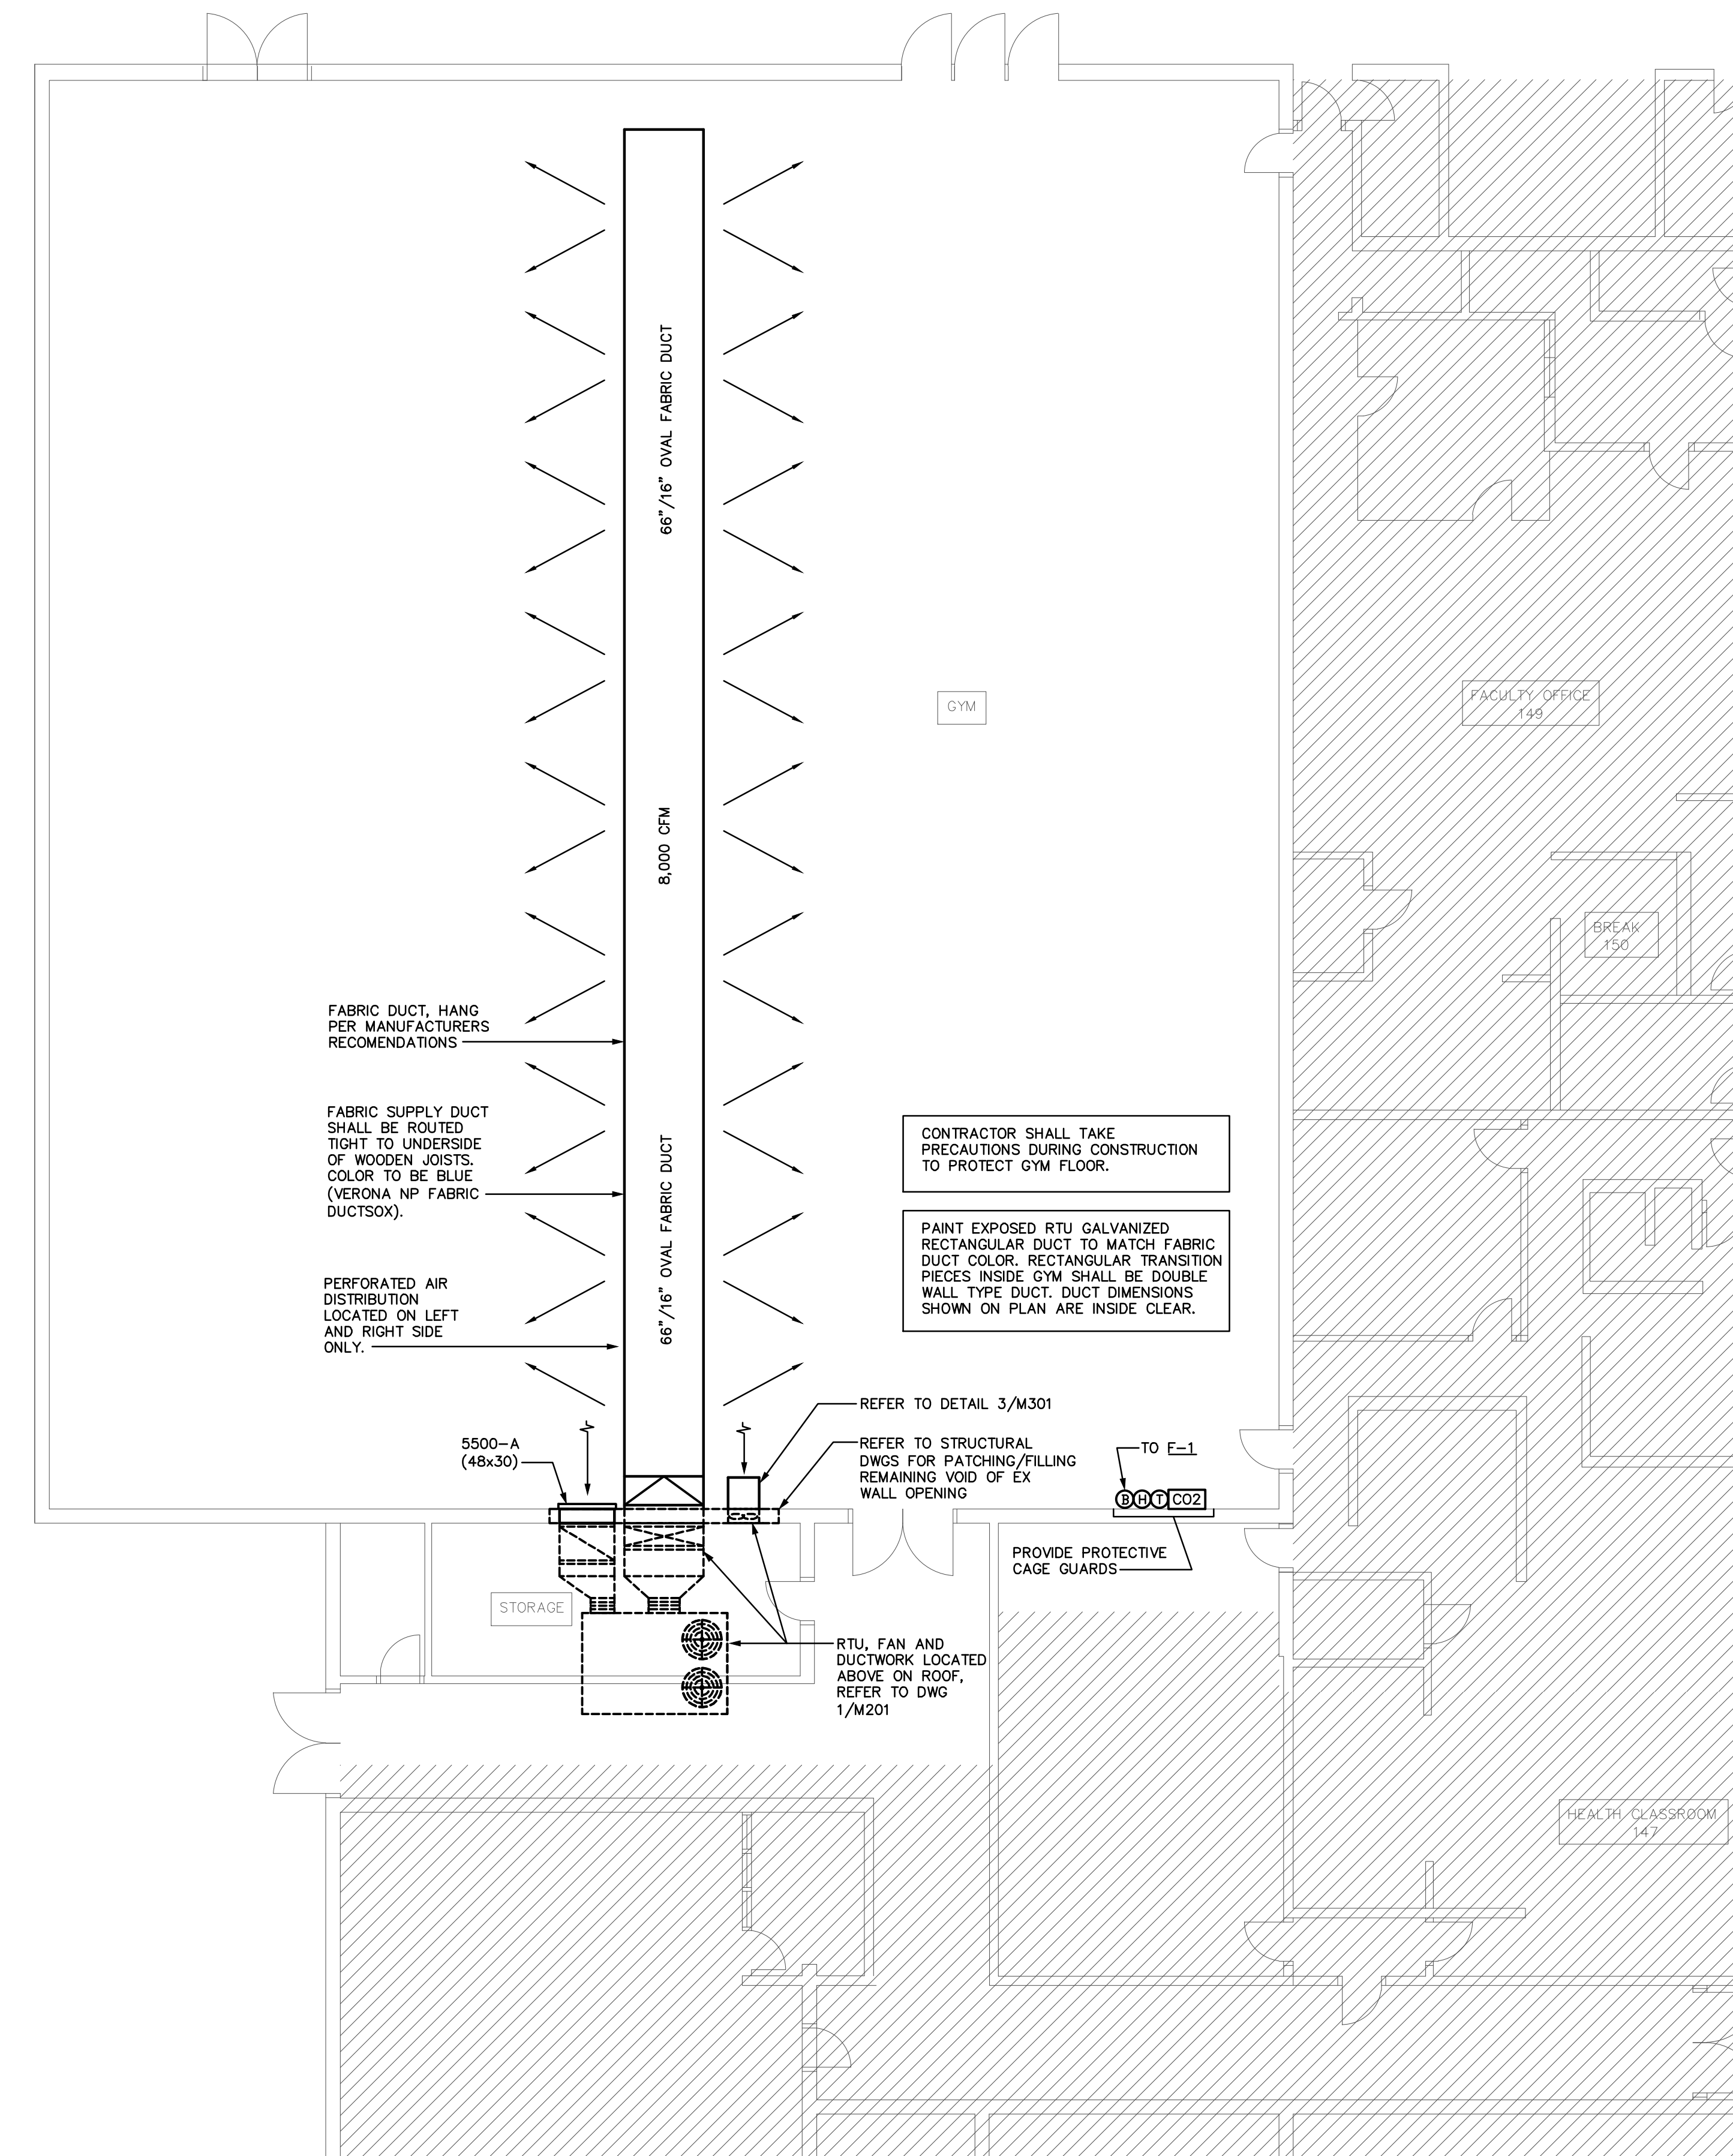 66"/16" OVAL FABRIC DUCT
GYM
FACULTY OFFICE
149
8,000 CFM
BREAK
150
FABRIC DUCT, HANG
PER MANUFACTURERS
RECOMENDATIONS
FABRIC SUPPLY DUCT
SHALL BE ROUTED
TIGHT TO UNDERSIDE
OF WOODEN JOISTS.
COLOR TO BE BLUE
(VERONA NP FABRIC
DUCTSOX).
PERFORATED AIR
DISTRIBUTION
LOCATED ON LEFT
AND RIGHT SIDE
ONLY.
66"/16" OVAL FABRIC DUCT
CONTRACTOR SHALL TAKE
PRECAUTIONS DURING CONSTRUCTION
TO PROTECT GYM FLOOR.
PAINT EXPOSED RTU GALVANIZED
RECTANGULAR DUCT TO MATCH FABRIC
DUCT COLOR. RECTANGULAR TRANSITION
PIECES INSIDE GYM SHALL BE DOUBLE
WALL TYPE DUCT. DUCT DIMENSIONS
SHOWN ON PLAN ARE INSIDE CLEAR.
REFER TO DETAIL 3/M301
5500-A
(48x30)
REFER TO STRUCTURAL
DWGS FOR PATCHING/FILLING
REMAINING VOID OF EX
WALL OPENING
TO F-1
B H T CO2
PROVIDE PROTECTIVE
CAGE GUARDS
STORAGE
RTU, FAN AND
DUCTWORK LOCATED
ABOVE ON ROOF,
REFER TO DWG
1/M201
HEALTH CLASSROOM
147